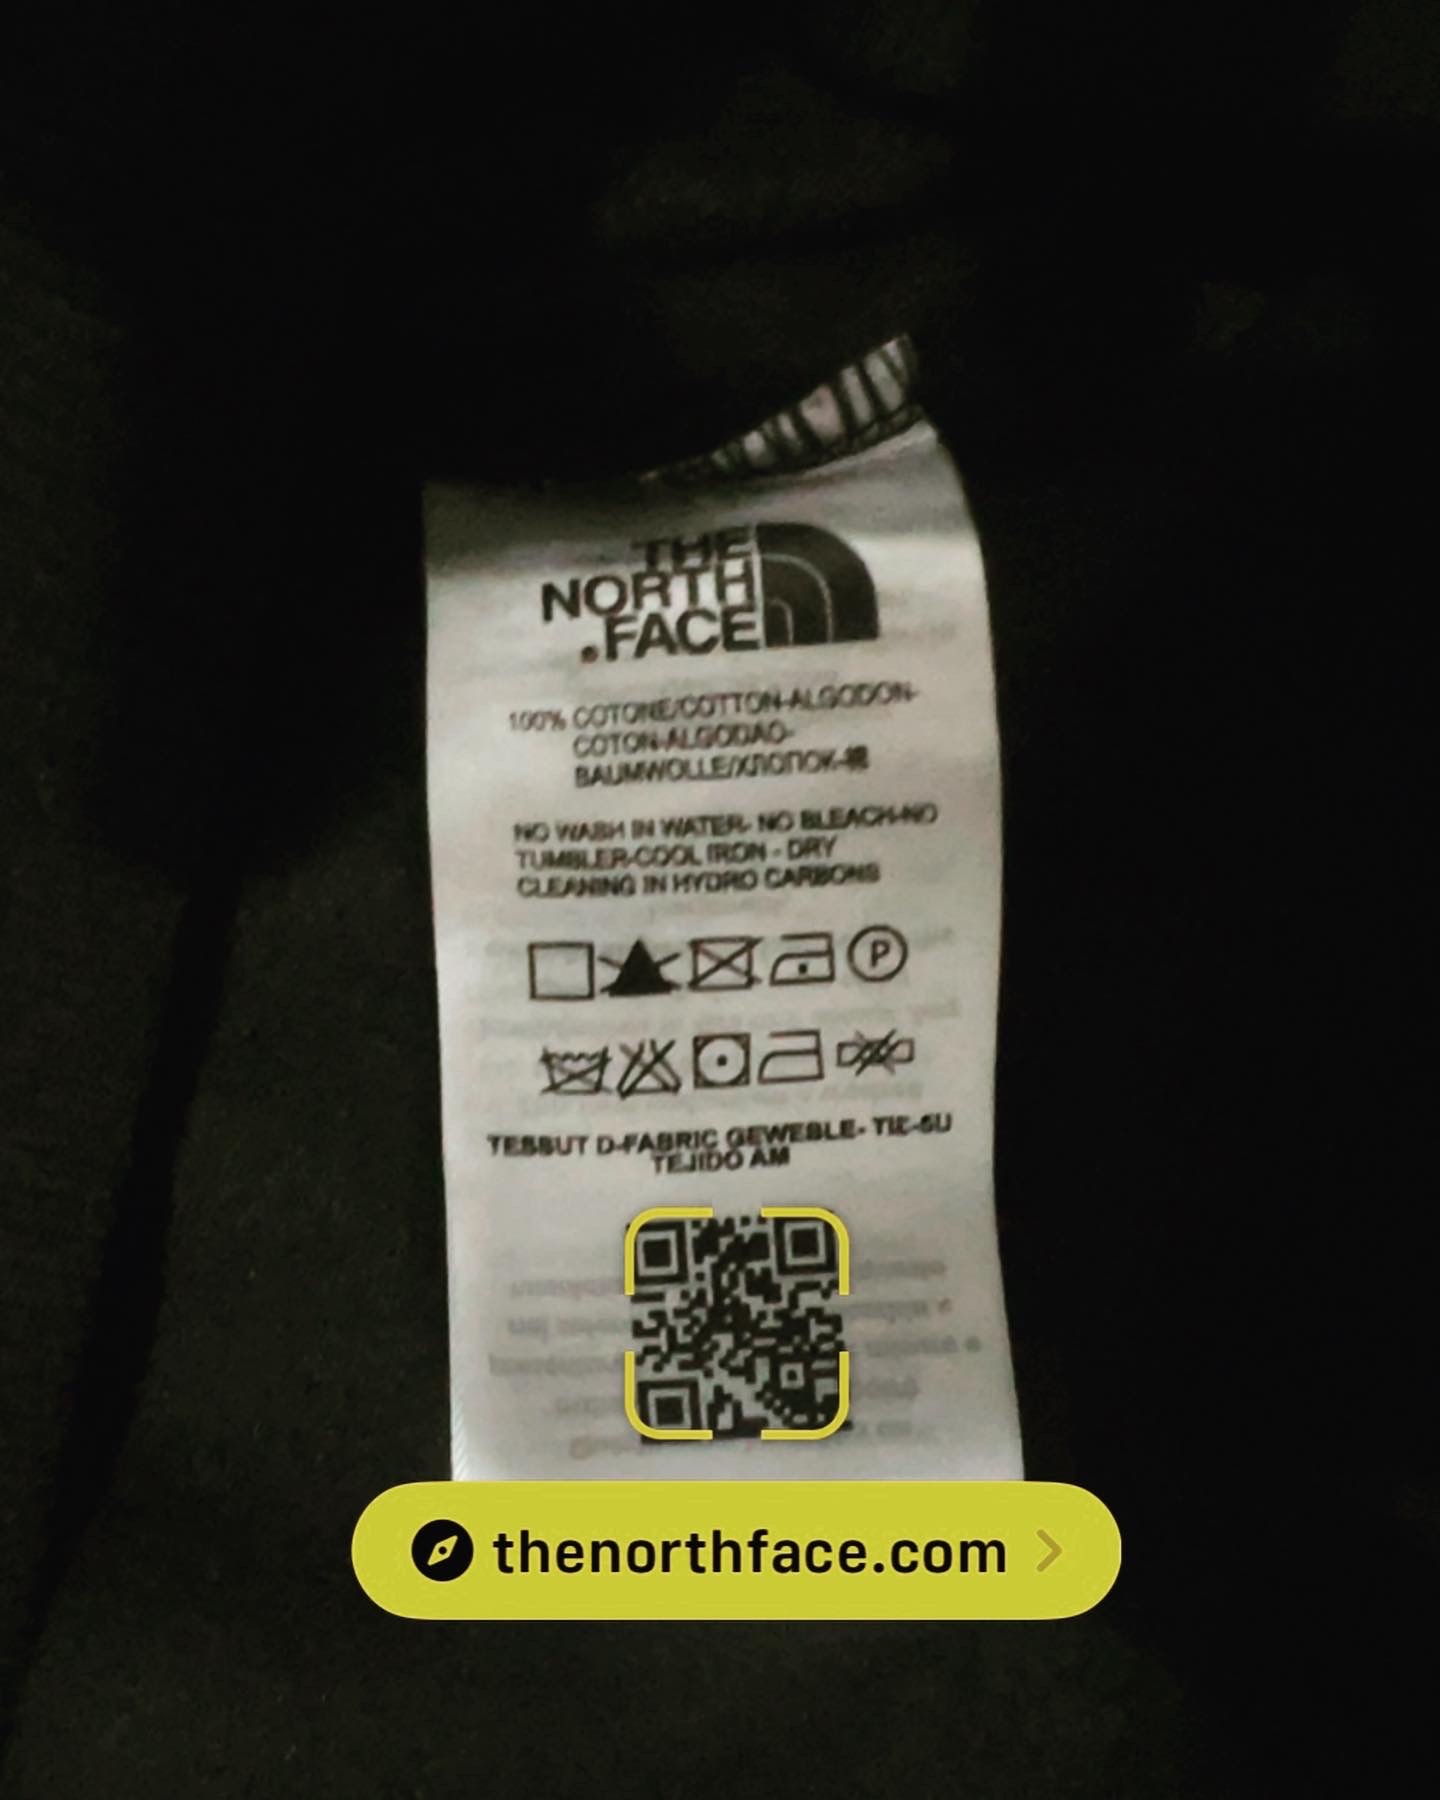 THE
NORTH
FACE
100% COTONE/COTTON-ALGODON-
COTON-ALGODAO-
BAUMWOLLE/ХЛОПОК-棉
NO WASH IN WATER- NO BLEACH-NO
TUMBLER-COOL IRON - DRY
CLEANING IN HYDRO CARBONS
P
TESSUT D-FABRIC GEWEBLE- TIE-SU
TEJIDO AM
thenorthface.com